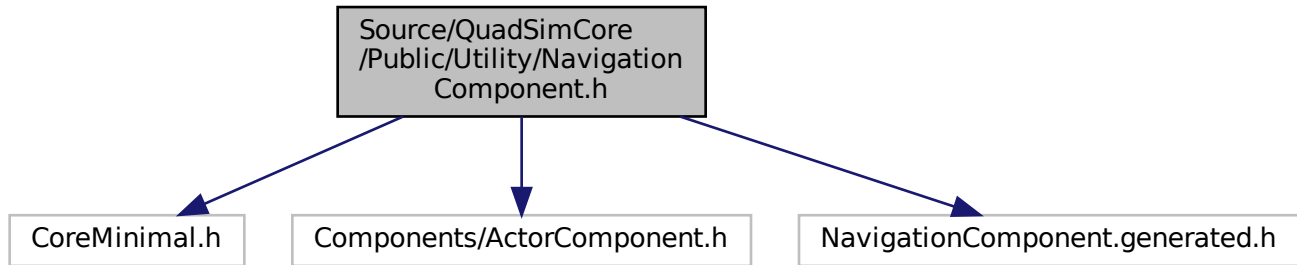 Source/QuadSimCore
/Public/Utility/Navigation
Component.h
CoreMinimal.h
Components/ActorComponent.h
NavigationComponent.generated.h